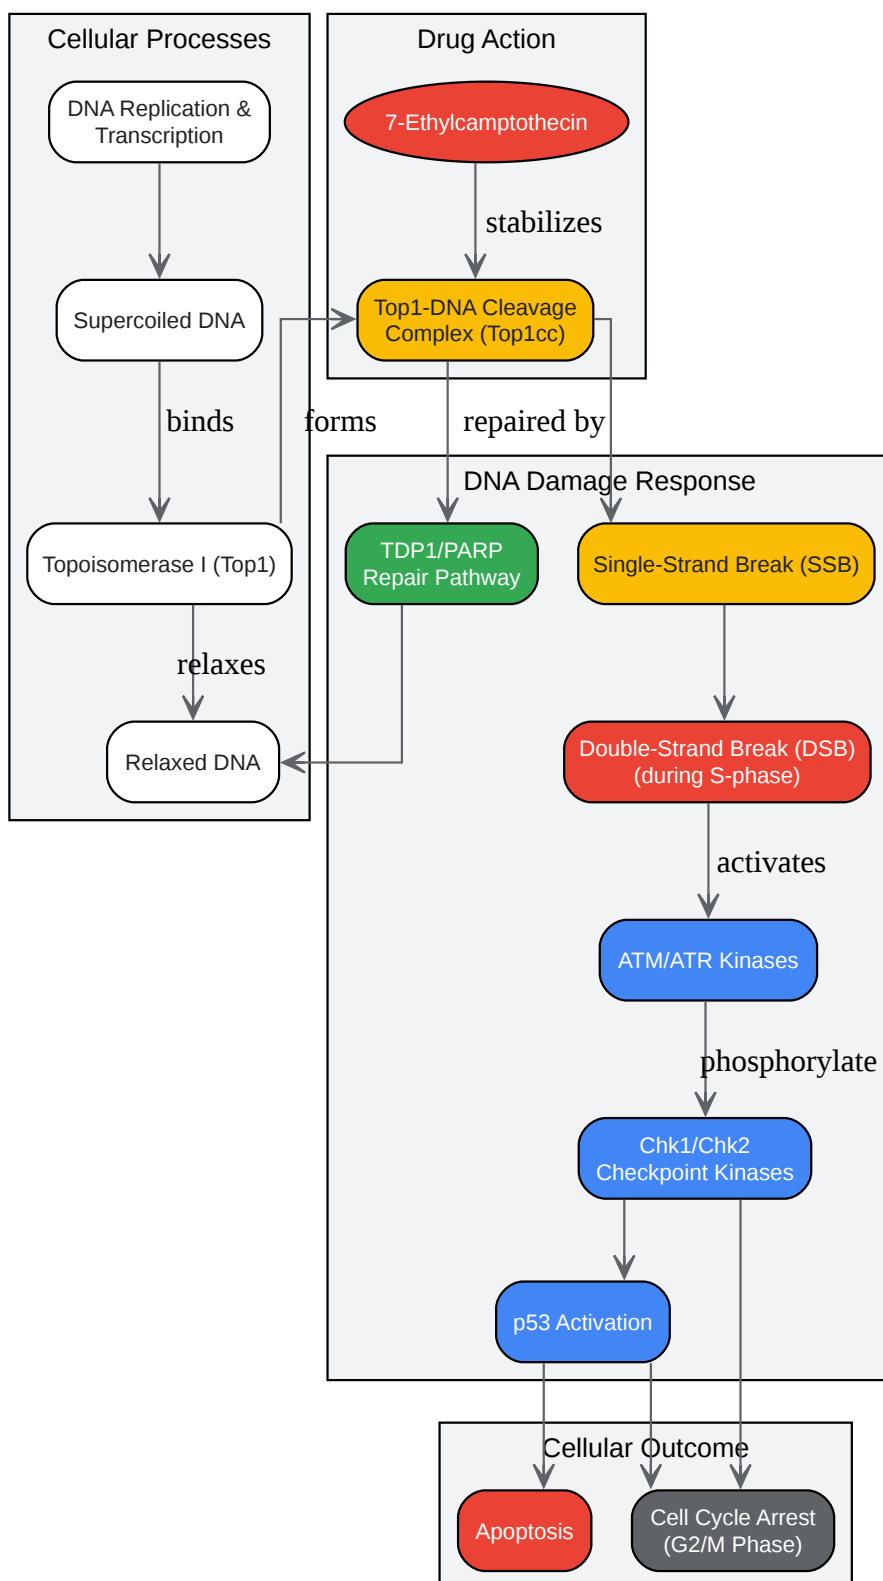 Cellular Processes
Drug Action
DNA Replication &
Transcription
7-Ethylcamptothecin
stabilizes
Supercoiled DNA
Top1-DNA Cleavage
Complex (Top1cc)
binds
forms
repaired by
DNA Damage Response
Topoisomerase I (Top1)
TDP1/PARP
Repair Pathway
Single-Strand Break (SSB)
relaxes
Relaxed DNA
Double-Strand Break (DSB)
(during S-phase)
activates
ATM/ATR Kinases
phosphorylate
Chk1/Chk2
Checkpoint Kinases
p53 Activation
Cellular Outcome
Apoptosis
Cell Cycle Arrest
(G2/M Phase)